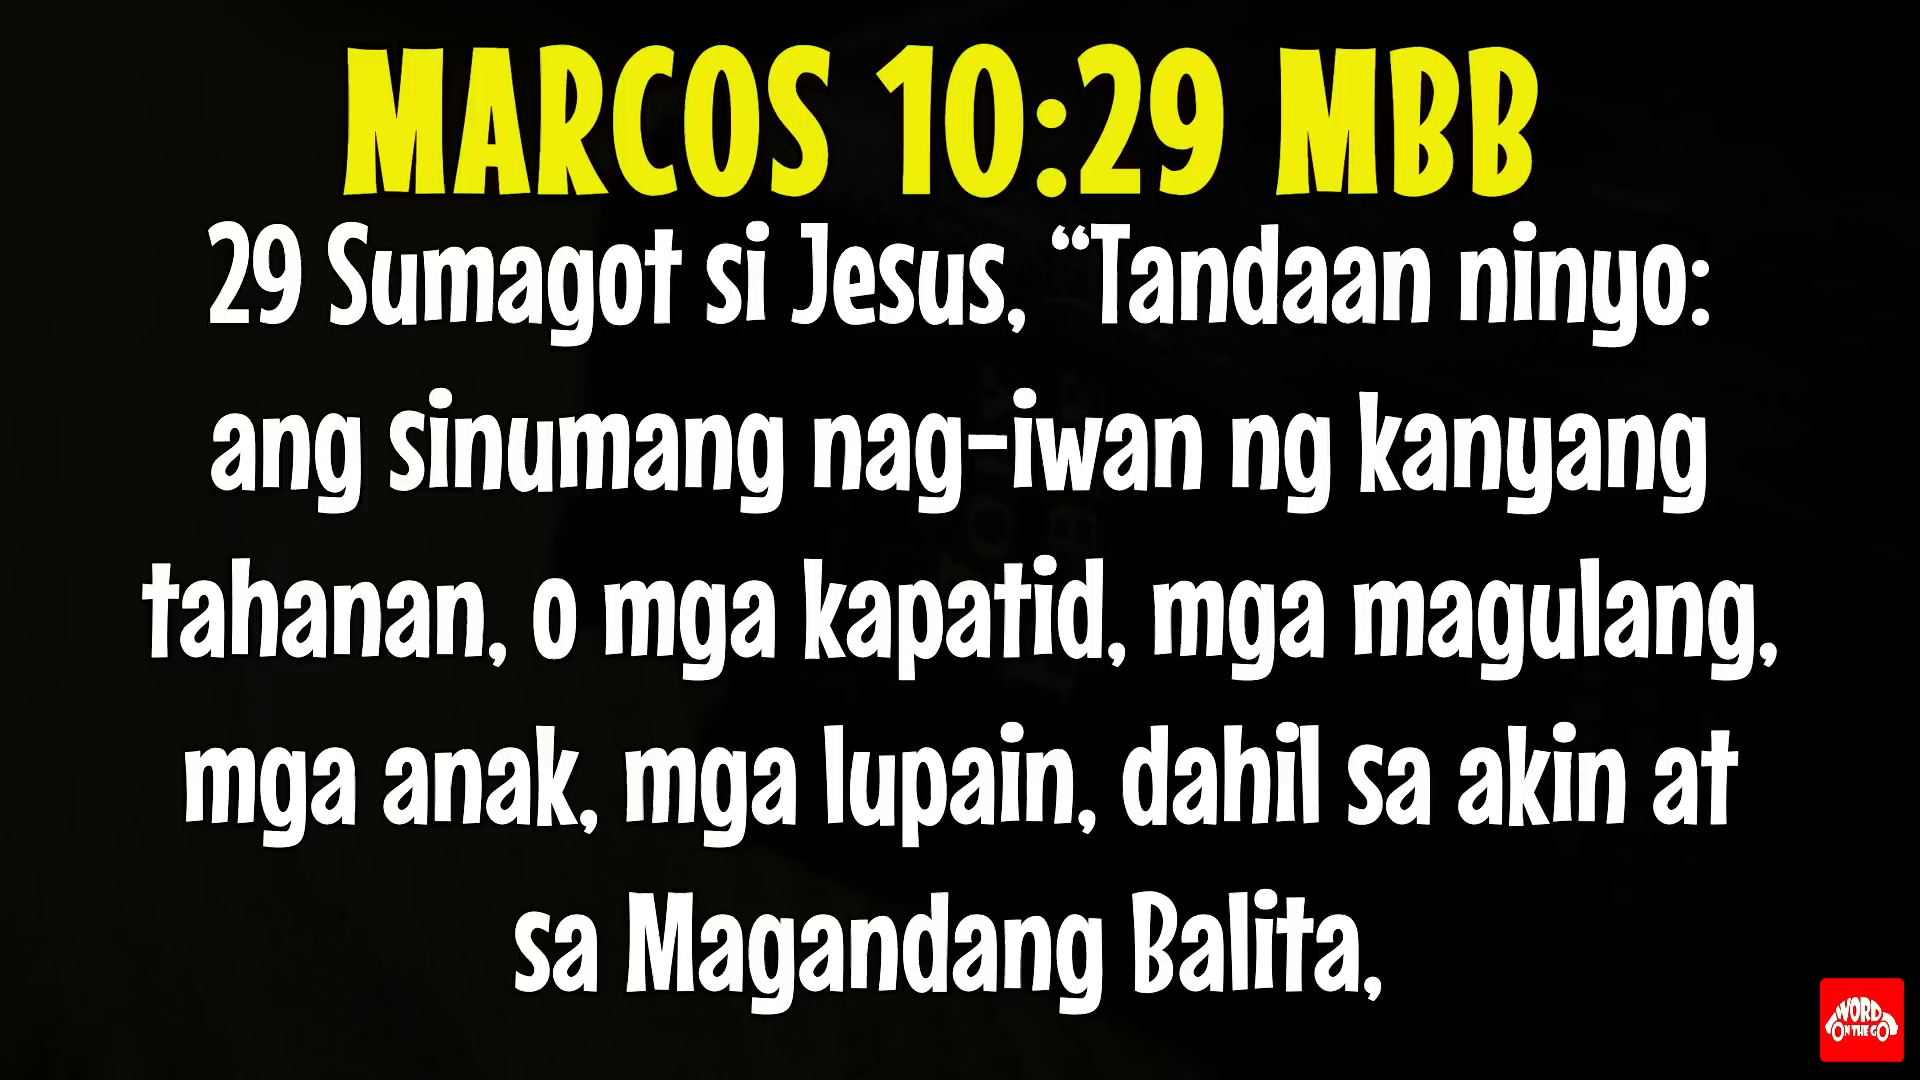 MARCOS 10:29 MBB
29 Sumagot si Jesus, “Tandaan ninyo:
ang sinumang nag-iwan ng kanyang
tahanan, o mga kapatid, mga magulang,
mga anak, mga lupain, dahil sa akin at
sa Magandang Balita,
WORD
ON THE GO